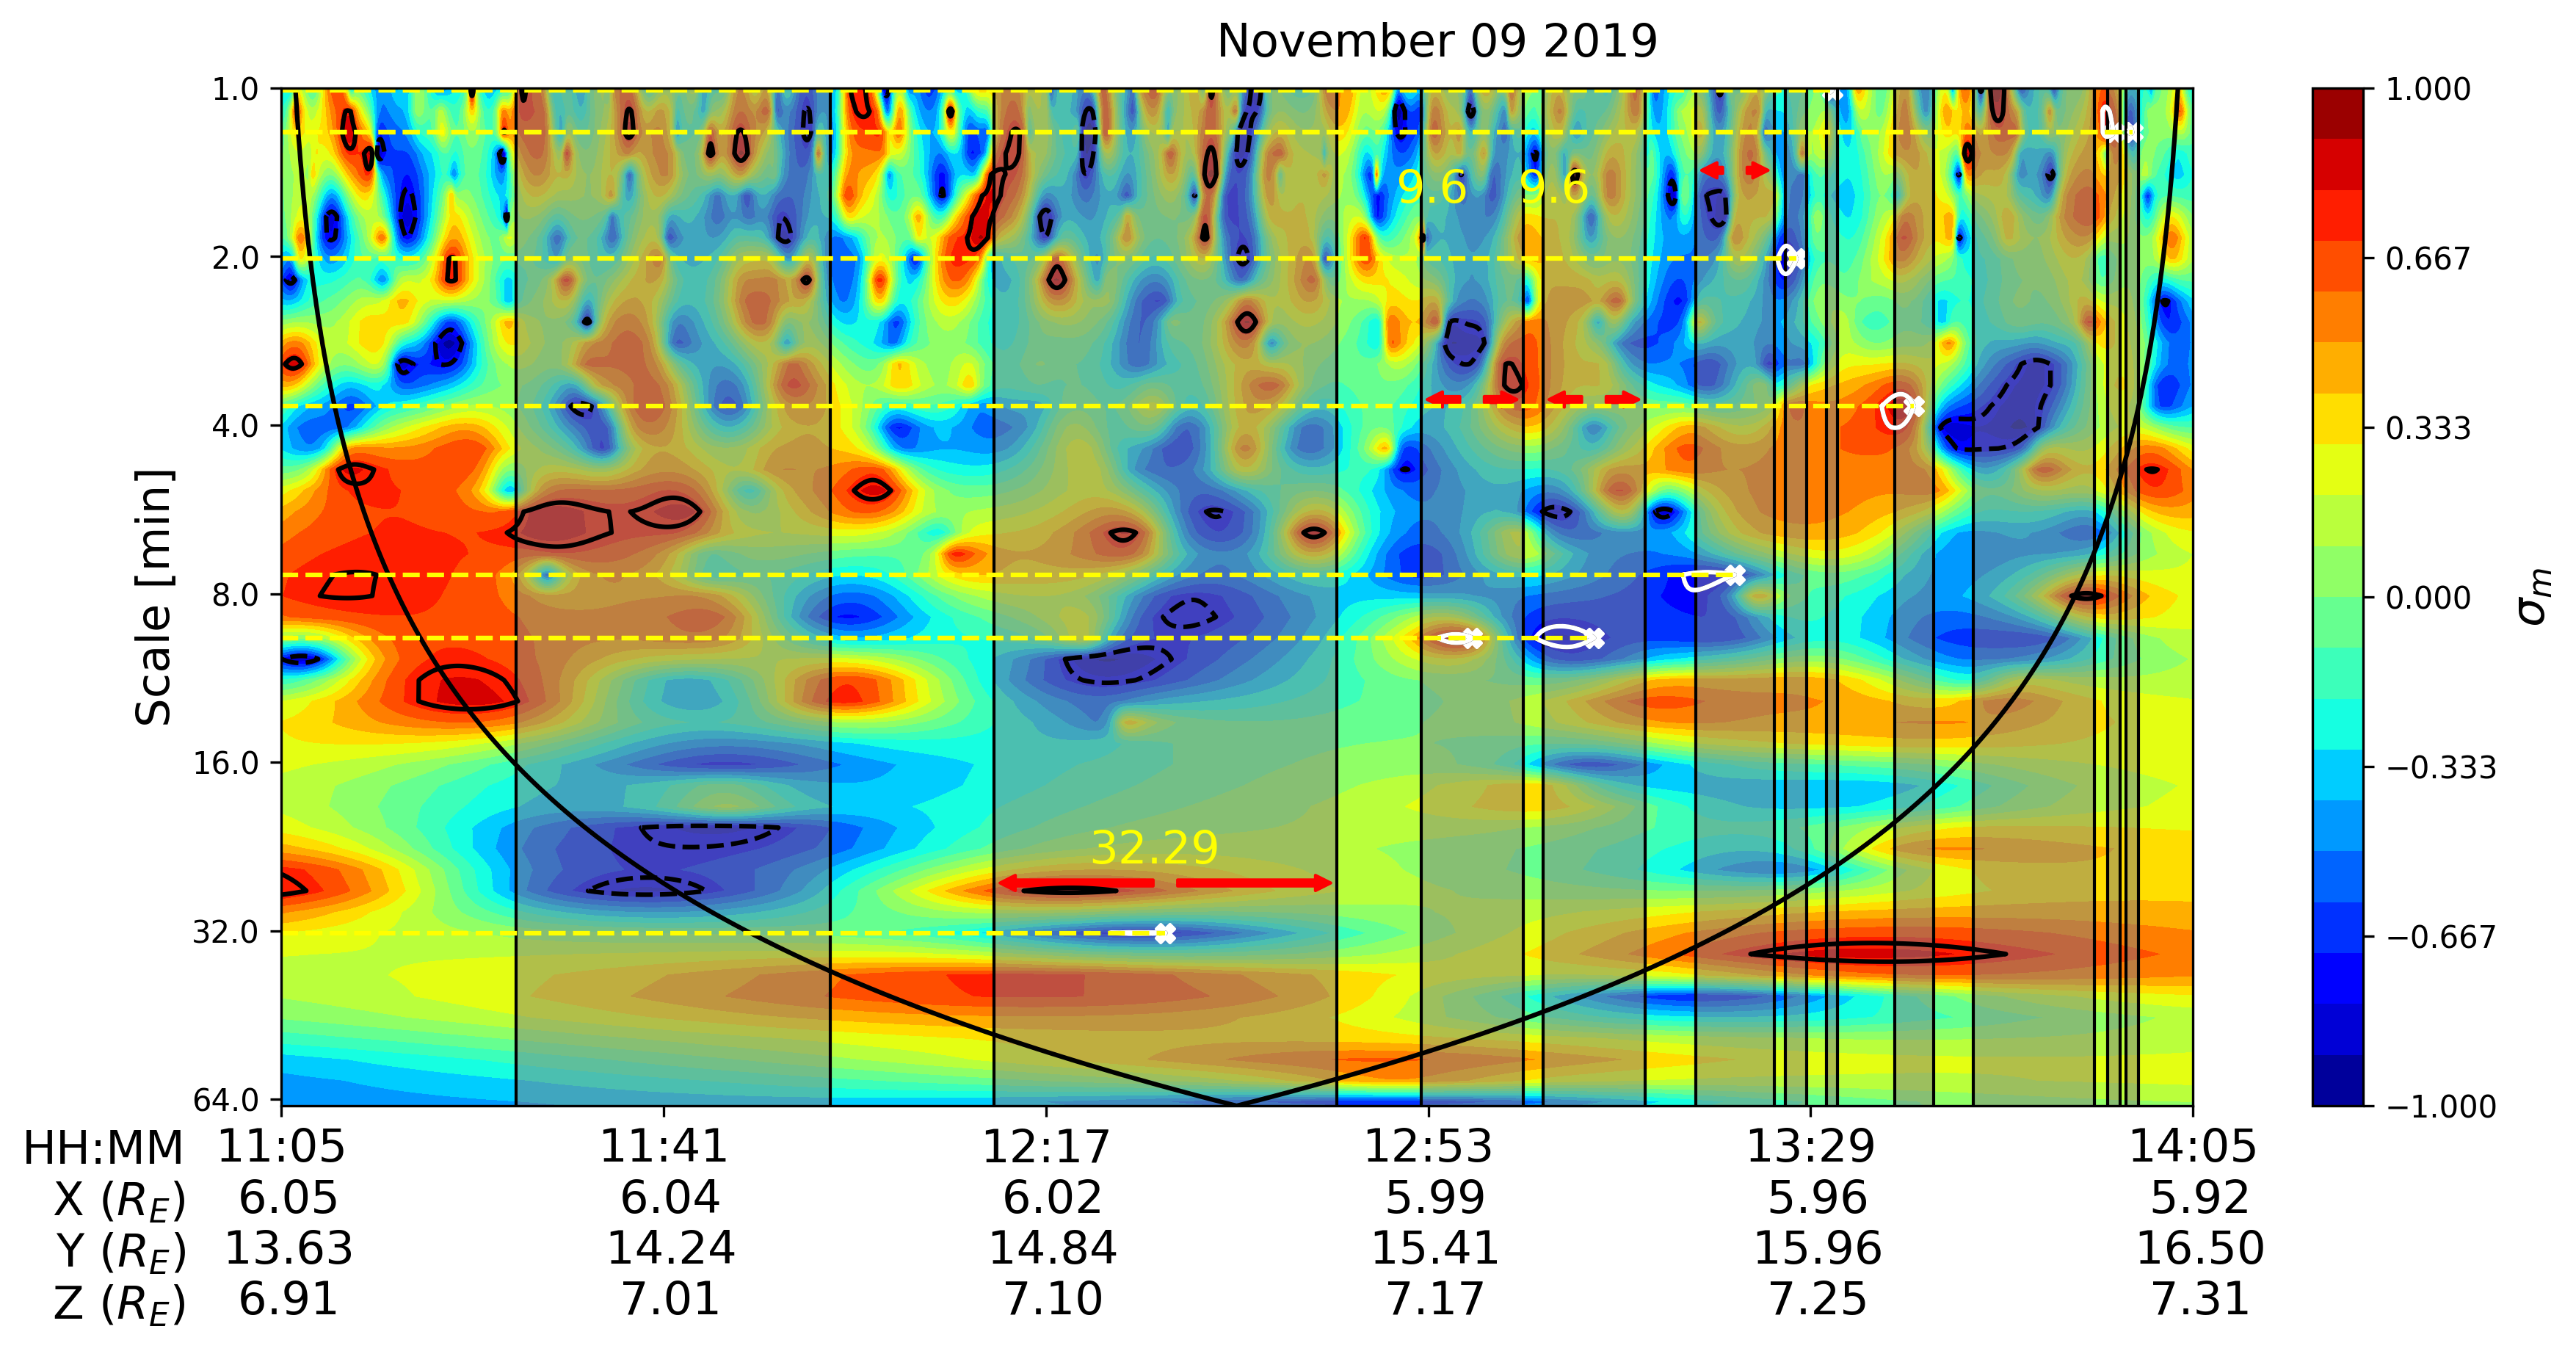 November 09 2019
1.0
2.0
4.0
8.0
16.0
32.0
64.0
Scale [min]
9.6 9.6
32.29
1.000
0.667
0.333
0.000
−0.333
−0.667
−1.000
σm
HH:MM 11:05 11:41 12:17 12:53 13:29 14:05
X (RE) 6.05 6.04 6.02 5.99 5.96 5.92
Y (RE) 13.63 14.24 14.84 15.41 15.96 16.50
Z (RE) 6.91 7.01 7.10 7.17 7.25 7.31